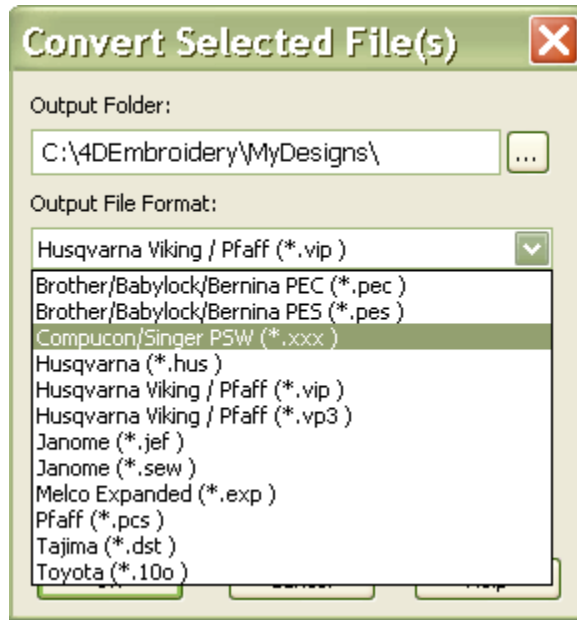 Convert Selected File(s)
Output Folder:
C:\4DEmbroidery\MyDesigns\
...
Output File Format:
Husqvarna Viking / Pfaff (*.vip )
Brother/Babylock/Bernina PEC (*.pec )
Brother/Babylock/Bernina PES (*.pes )
Compucon/Singer PSW (*.xxx )
Husqvarna (*.hus )
Husqvarna Viking / Pfaff (*.vip )
Husqvarna Viking / Pfaff (*.vp3 )
Janome (*.jef )
Janome (*.sew )
Melco Expanded (*.exp )
Pfaff (*.pcs )
Tajima (*.dst )
Toyota (*.10o )